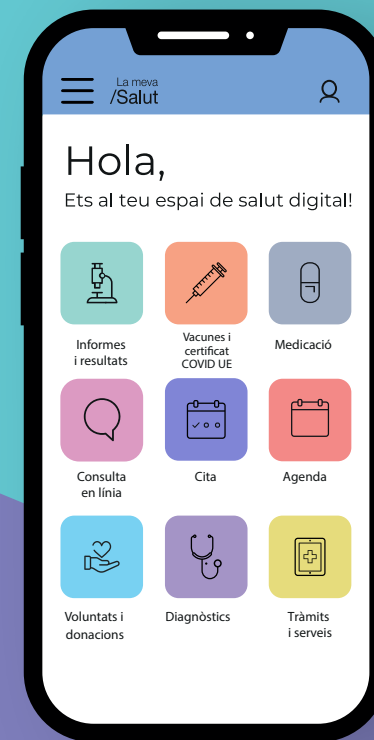 La meva
/Salut
Hola,
Ets al teu espai de salut digital!
Informes
i resultats
Vacunes i
certificat
COVID UE
Medicació
Consulta
en línia
Cita
Agenda
Voluntats i
donacions
Diagnòstics
Tràmits
i serveis